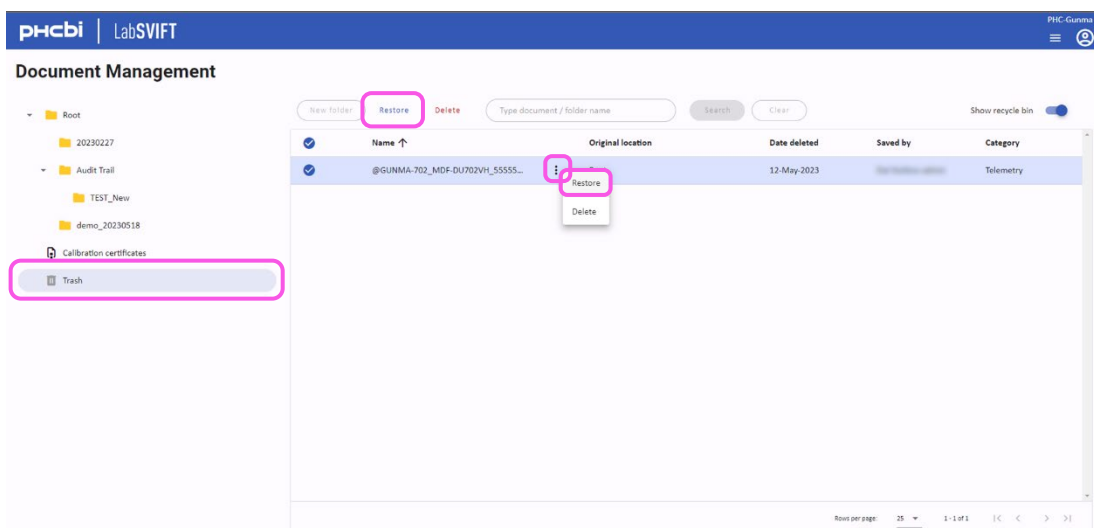 PHCbi | LabSVIFT
PHC-Gunma
Document Management
Root
20230227
Audit Trail
TEST_New
demo_20230518
Calibration certificates
Trash
New folder Restore Delete Type document / folder name Search Clear Show recycle bin
Name Original location Date deleted Saved by Category
@GUNMA-702_MDF-DU702VH_55555... 12-May-2023 Telemetry
Restore
Delete
Rows per page: 25 1-1 of 1